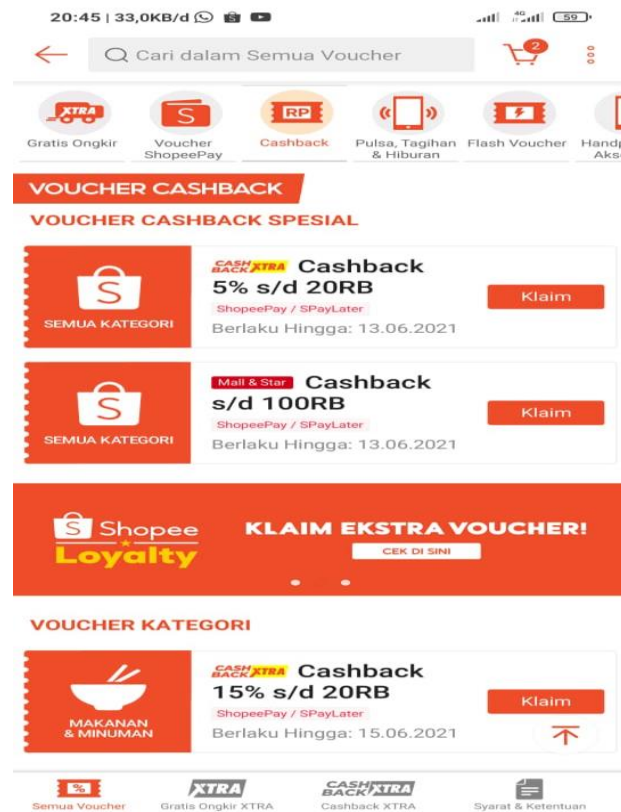 20:45 | 33,0KB/d
4G
59
Cari dalam Semua Voucher
2
XTRA
S
RP
Gratis Ongkir
Voucher
ShopeePay
Cashback
Pulsa, Tagihan
& Hiburan
Flash Voucher
Handp
Aks
VOUCHER CASHBACK
VOUCHER CASHBACK SPESIAL
S
SEMUA KATEGORI
CASH BACK XTRA Cashback
5% s/d 20RB
ShopeePay / SPayLater
Berlaku Hingga: 13.06.2021
Klaim
S
SEMUA KATEGORI
Mall & Star Cashback
s/d 100RB
ShopeePay / SPayLater
Berlaku Hingga: 13.06.2021
Klaim
S Shopee
Loyalty
KLAIM EKSTRA VOUCHER!
CEK DI SINI
VOUCHER KATEGORI
MAKANAN
& MINUMAN
CASH BACK XTRA Cashback
15% s/d 20RB
ShopeePay / SPayLater
Berlaku Hingga: 15.06.2021
Klaim
%
Semua Voucher
XTRA
Gratis Ongkir XTRA
CASH BACK XTRA
Cashback XTRA
Syarat & Ketentuan